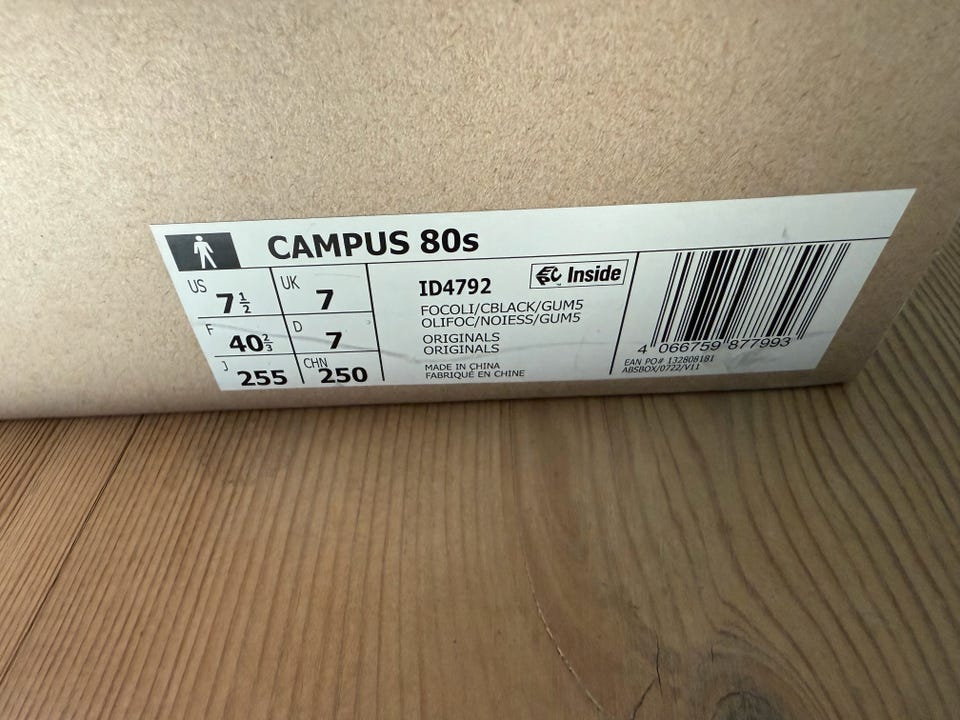 CAMPUS 80s
US 7½ UK 7
F 40⅔ D 7
J 255 CHN 250
ID4792
EC Inside
™
FOCOLI/CBLACK/GUM5
OLIFOC/NOIESS/GUM5
ORIGINALS
ORIGINALS
MADE IN CHINA
FABRIQUÉ EN CHINE
4 066759 877993
EAN PO# 132808181
ABSBOX/0722/V11